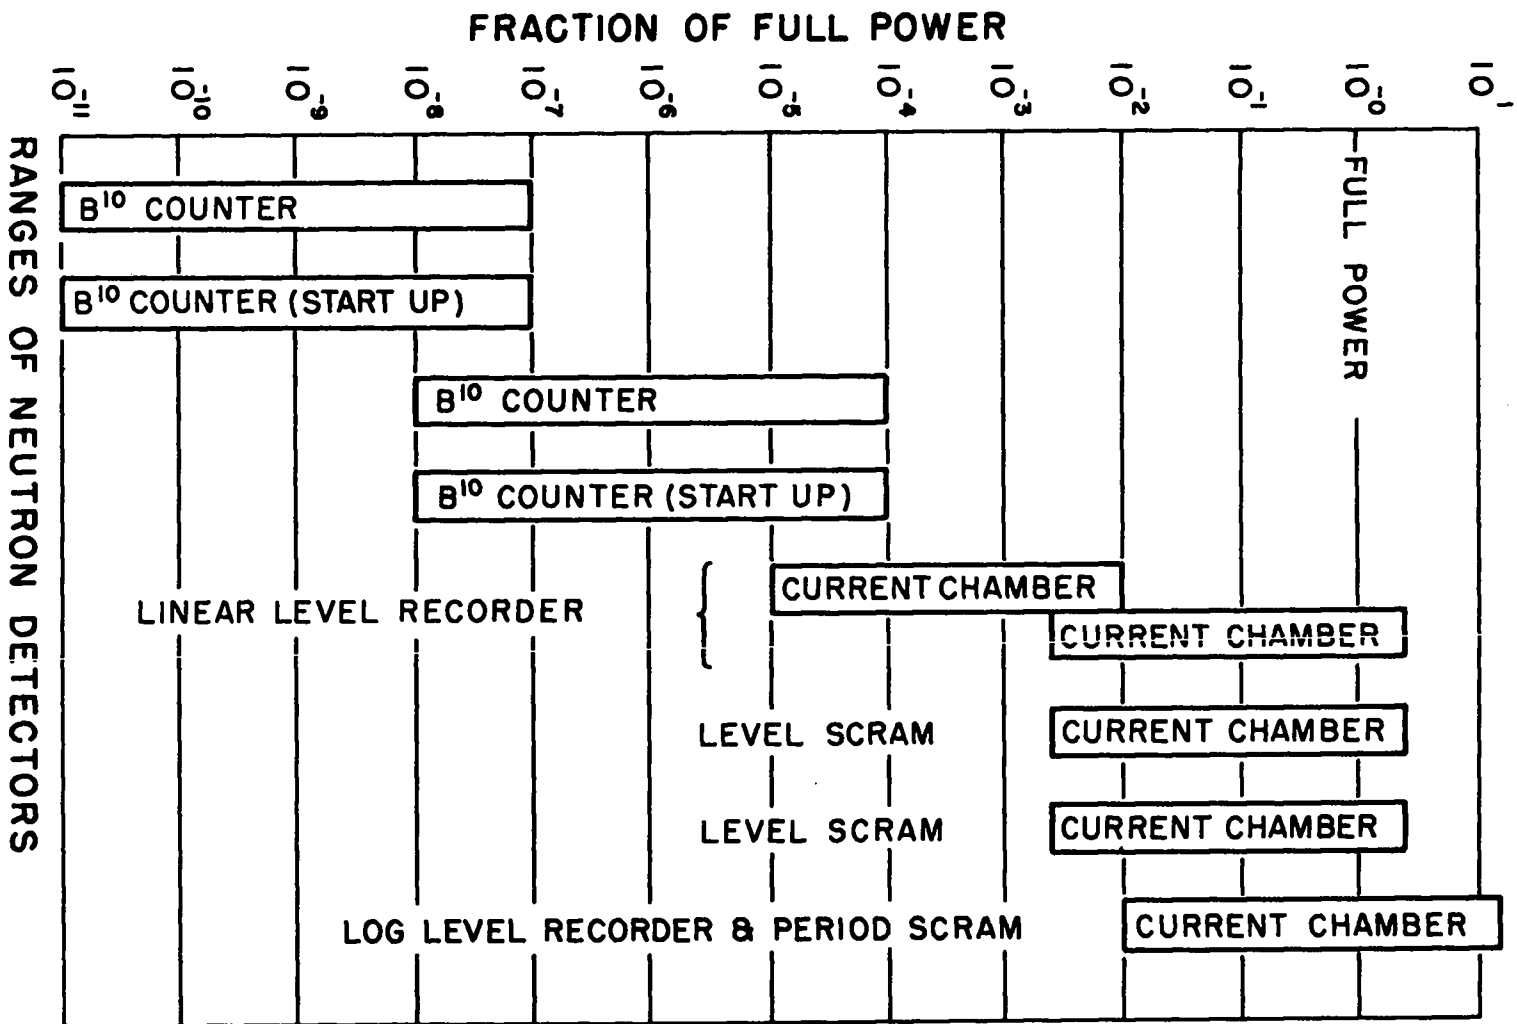 FRACTION OF FULL POWER
10⁻¹¹ 10⁻¹⁰ 10⁻⁹ 10⁻⁸ 10⁻⁷ 10⁻⁶ 10⁻⁵ 10⁻⁴ 10⁻³ 10⁻² 10⁻¹ 10⁻⁰ 10¹
RANGES OF NEUTRON DETECTORS
FULL POWER
B¹⁰ COUNTER
B¹⁰ COUNTER (START UP)
B¹⁰ COUNTER
B¹⁰ COUNTER (START UP)
LINEAR LEVEL RECORDER { CURRENT CHAMBER
CURRENT CHAMBER
LEVEL SCRAM CURRENT CHAMBER
LEVEL SCRAM CURRENT CHAMBER
LOG LEVEL RECORDER & PERIOD SCRAM CURRENT CHAMBER